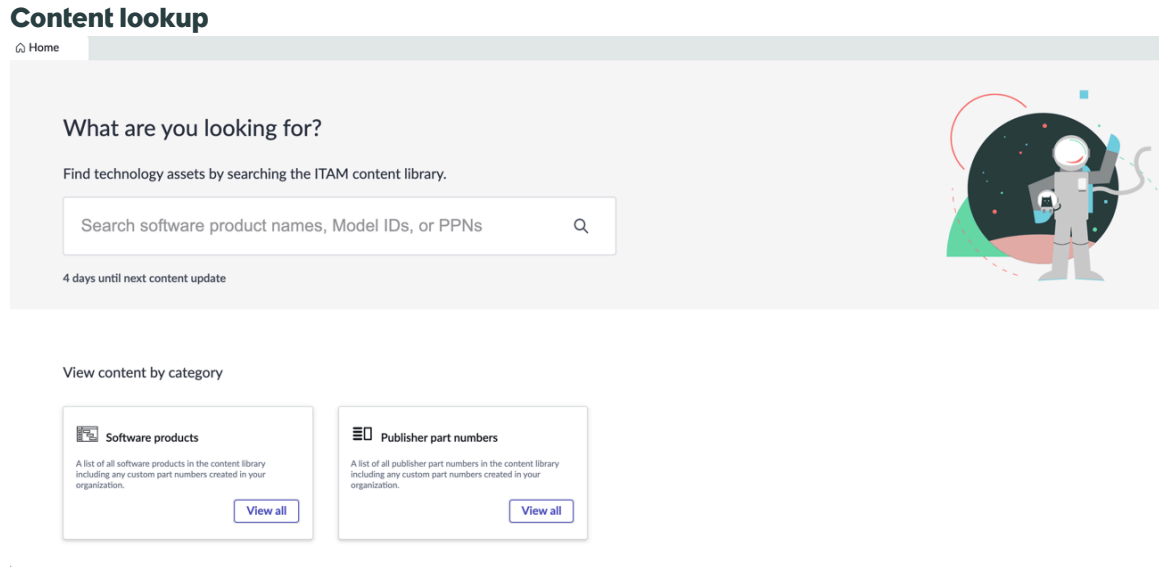 Content lookup
Home
What are you looking for?
Find technology assets by searching the ITAM content library.
Search software product names, Model IDs, or PPNs
4 days until next content update
View content by category
Software products
A list of all software products in the content library
including any custom part numbers created in your
organization.
View all
Publisher part numbers
A list of all publisher part numbers in the content library
including any custom part numbers created in your
organization.
View all